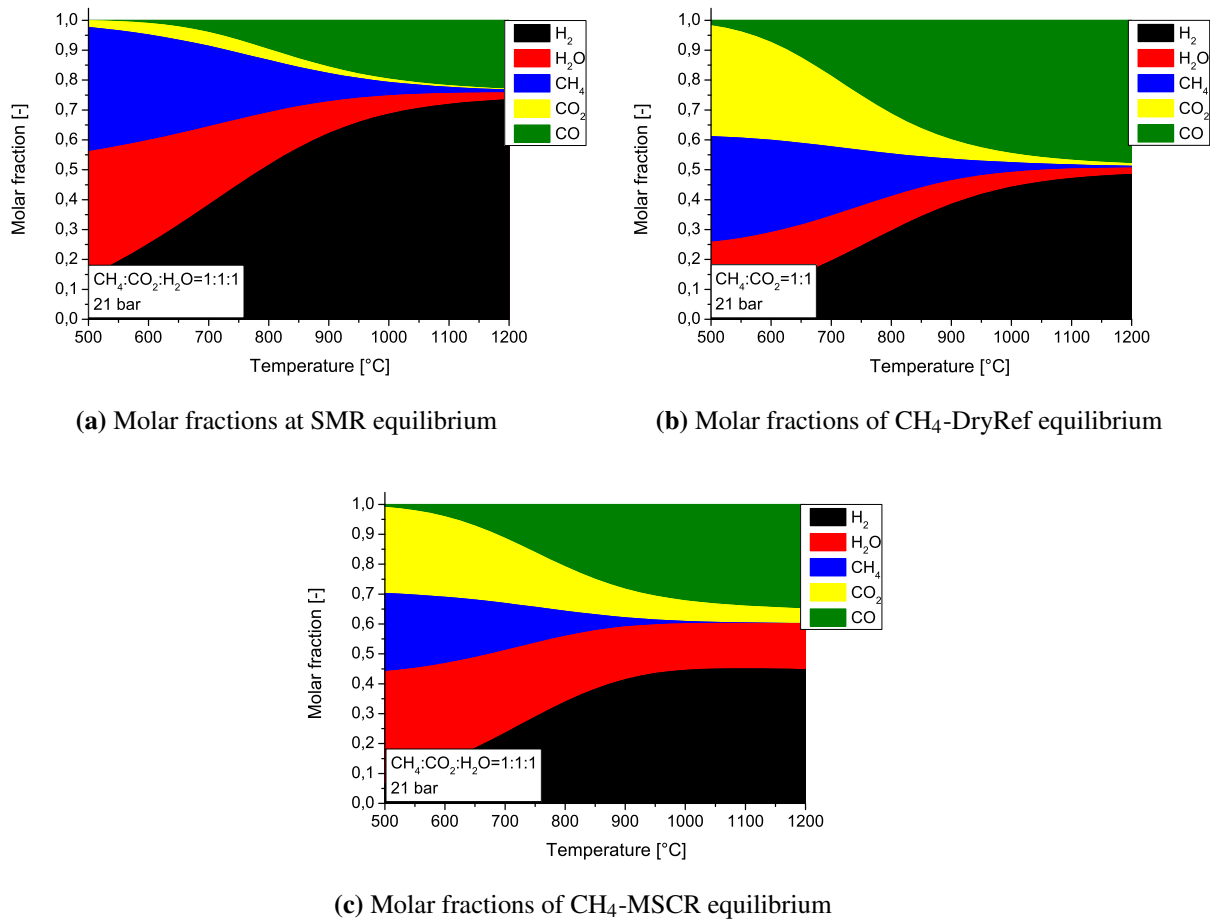 1,0
0,9
0,8
0,7
0,6
0,5
0,4
0,3
0,2
0,1
0,0
Molar fraction [-]
H₂
H₂O
CH₄
CO₂
CO
CH₄:CO₂:H₂O=1:1:1
21 bar
500 600 700 800 900 1000 1100 1200
Temperature [°C]
(a) Molar fractions at SMR equilibrium
1,0
0,9
0,8
0,7
0,6
0,5
0,4
0,3
0,2
0,1
0,0
Molar fraction [-]
H₂
H₂O
CH₄
CO₂
CO
CH₄:CO₂=1:1
21 bar
500 600 700 800 900 1000 1100 1200
Temperature [°C]
(b) Molar fractions of CH₄-DryRef equilibrium
1,0
0,9
0,8
0,7
0,6
0,5
0,4
0,3
0,2
0,1
0,0
Molar fraction [-]
H₂
H₂O
CH₄
CO₂
CO
CH₄:CO₂:H₂O=1:1:1
21 bar
500 600 700 800 900 1000 1100 1200
Temperature [°C]
(c) Molar fractions of CH₄-MSCR equilibrium